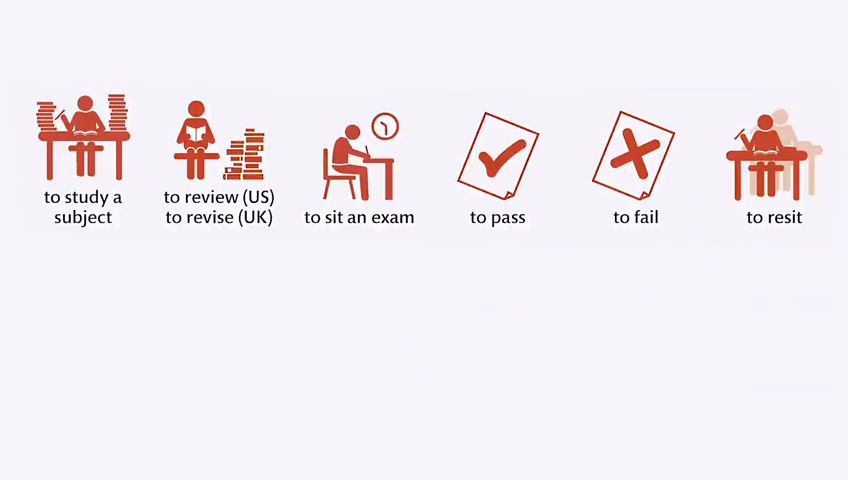 to study a
subject
to review (US)
to revise (UK)
to sit an exam
to pass
to fail
to resit